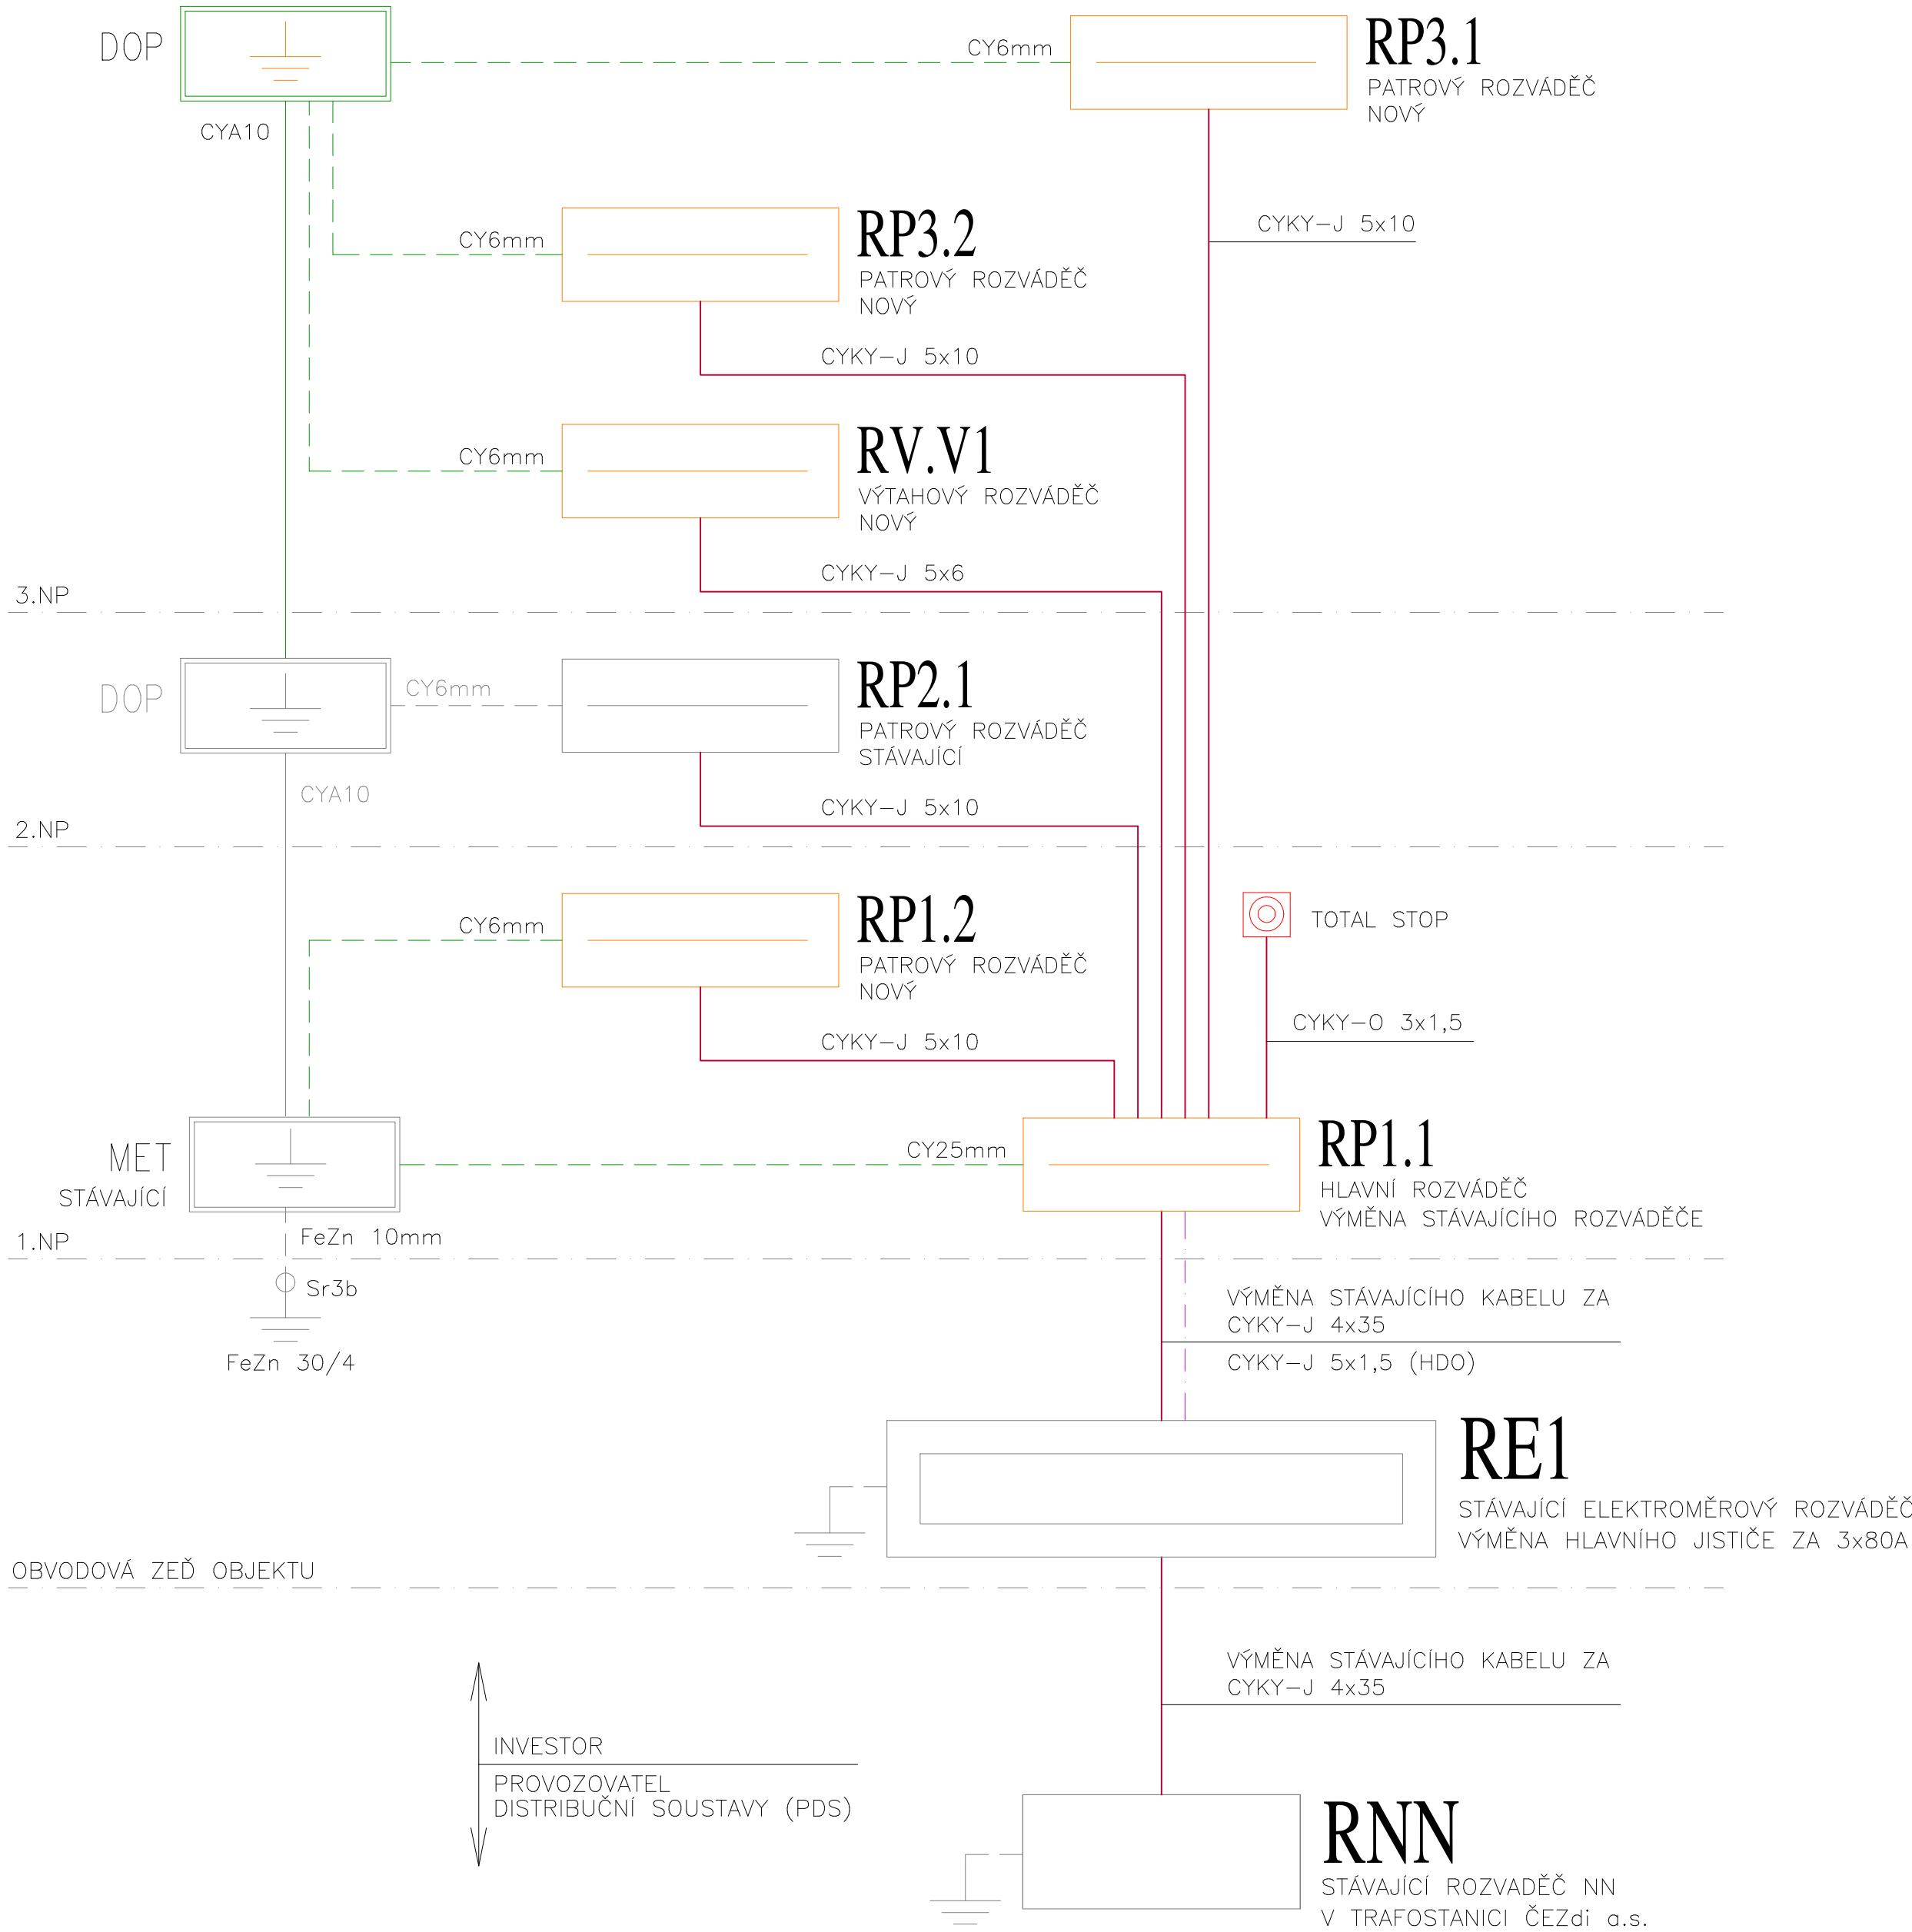 DOP
CY6mm
RP3.1
PATROVÝ ROZVÁDĚČ
NOVÝ
CYA10
CY6mm
RP3.2
PATROVÝ ROZVÁDĚČ
NOVÝ
CYKY-J 5x10
CYKY-J 5x10
CY6mm
RV.V1
VÝTAHOVÝ ROZVÁDĚČ
NOVÝ
CYKY-J 5x6
3.NP
DOP
CY6mm
RP2.1
PATROVÝ ROZVÁDĚČ
STÁVAJÍCÍ
CYA10
CYKY-J 5x10
2.NP
CY6mm
RP1.2
PATROVÝ ROZVÁDĚČ
NOVÝ
TOTAL STOP
CYKY-O 3x1,5
CYKY-J 5x10
MET
STÁVAJÍCÍ
CY25mm
RP1.1
HLAVNÍ ROZVÁDĚČ
VÝMĚNA STÁVAJÍCÍHO ROZVÁDĚČE
FeZn 10mm
1.NP
Sr3b
FeZn 30/4
VÝMĚNA STÁVAJÍCÍHO KABELU ZA
CYKY-J 4x35
CYKY-J 5x1,5 (HDO)
RE1
STÁVAJÍCÍ ELEKTROMĚROVÝ ROZVÁDĚČ
VÝMĚNA HLAVNÍHO JISTIČE ZA 3x80A
OBVODOVÁ ZEĎ OBJEKTU
VÝMĚNA STÁVAJÍCÍHO KABELU ZA
CYKY-J 4x35
INVESTOR
PROVOZOVATEL
DISTRIBUČNÍ SOUSTAVY (PDS)
RNN
STÁVAJÍCÍ ROZVADĚČ NN
V TRAFOSTANICI ČEZdi a.s.